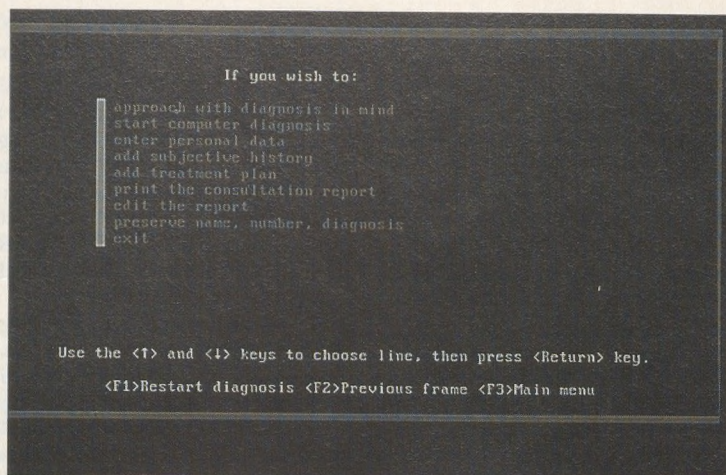 If you wish to:
approach with diagnosis in mind
start computer diagnosis
enter personal data
add subjective history
add treatment plan
print the consultation report
edit the report
preserve name, number, diagnosis
exit
Use the <↑> and <↓> keys to choose line, then press <Return> key.
<F1>Restart diagnosis <F2>Previous frame <F3>Main menu